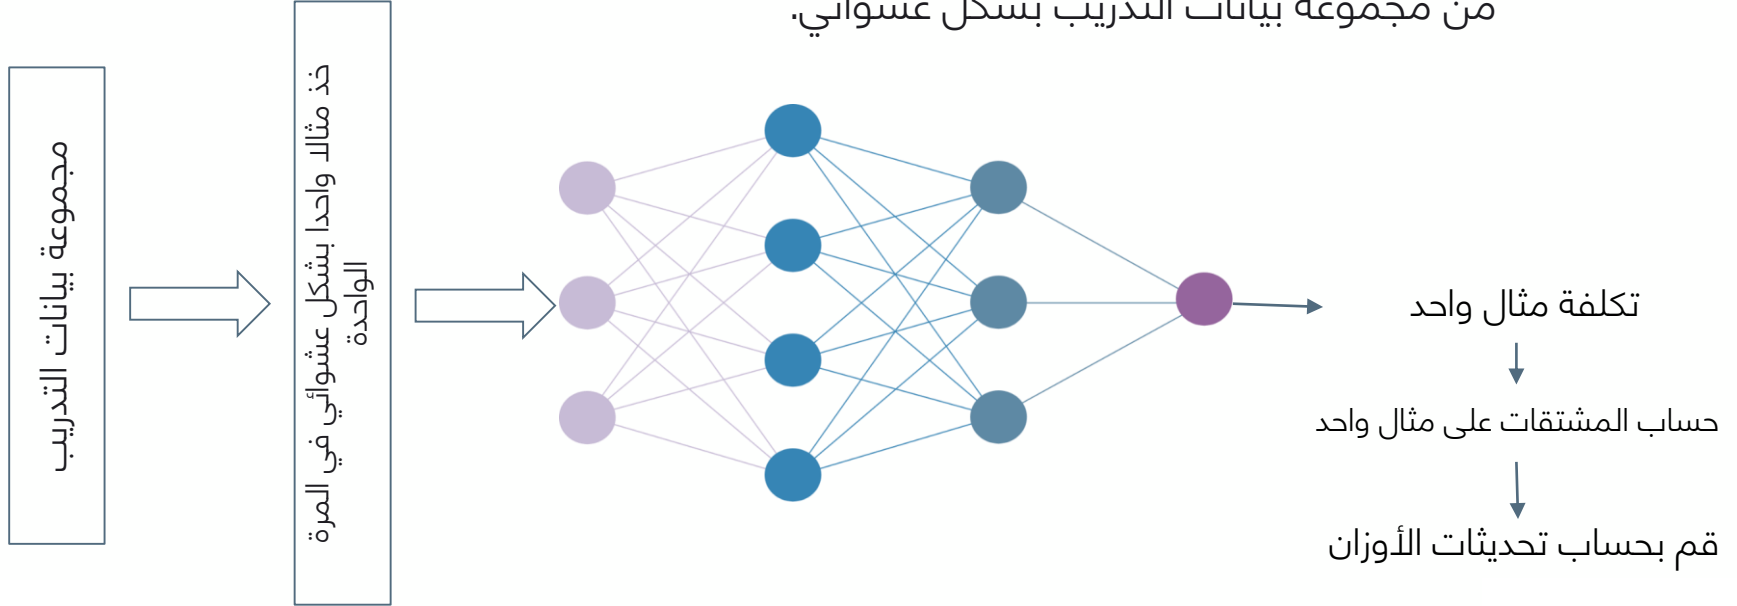 من مجموعة بيانات التدريب بشكل عشوائي.
مجموعة بيانات التدريب
خذ مثالا واحدا بشكل عشوائي في المرة
الواحدة
تكلفة مثال واحد
حساب المشتقات على مثال واحد
قم بحساب تحديثات الأوزان